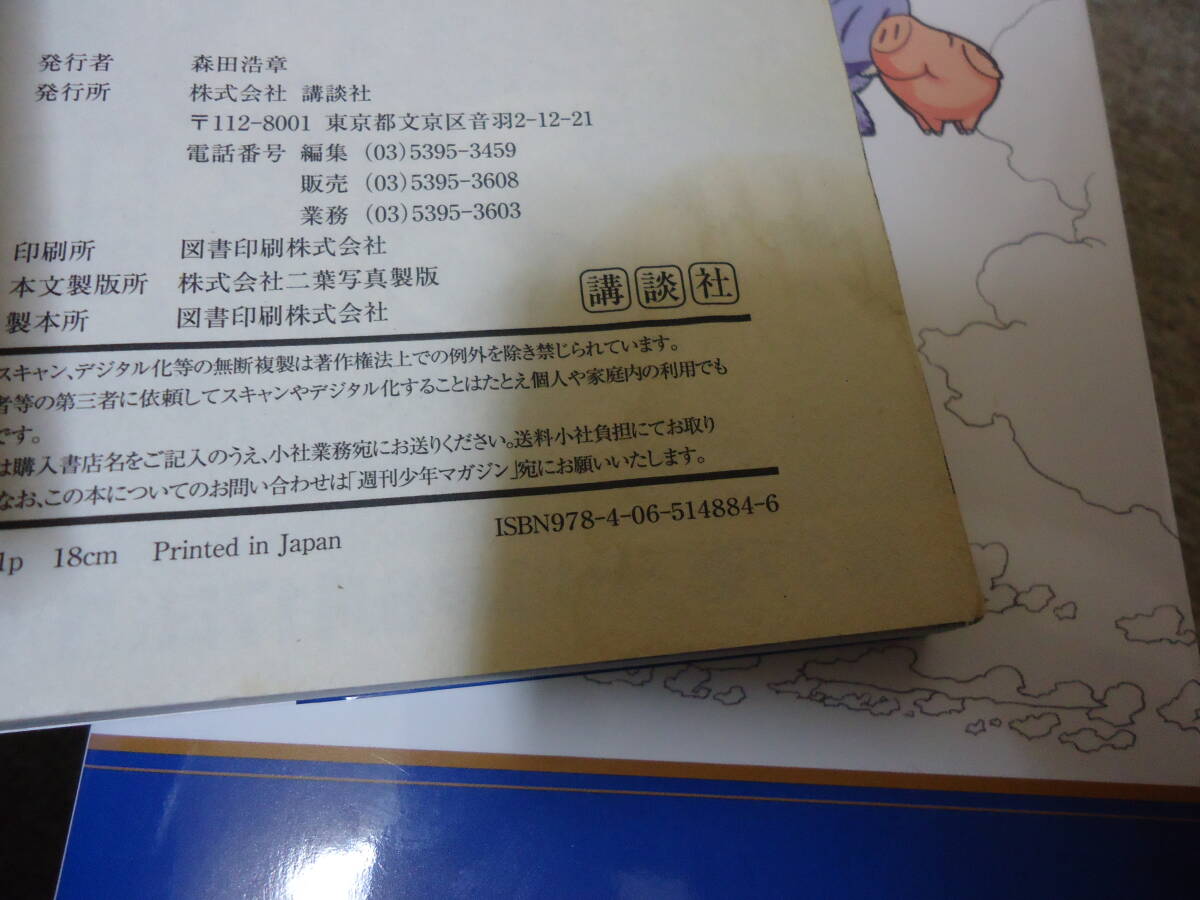 発行者 森田浩章
発行所 株式会社 講談社
〒112-8001 東京都文京区音羽2-12-21
電話番号 編集 (03)5395-3459
販売 (03)5395-3608
業務 (03)5395-3603
印刷所 図書印刷株式会社
本文製版所 株式会社二葉写真製版
製本所 図書印刷株式会社
講談社
スキャン、デジタル化等の無断複製は著作権法上での例外を除き禁じられています。
者等の第三者に依頼してスキャンやデジタル化することはたとえ個人や家庭内の利用でも
です。
は購入書店名をご記入のうえ、小社業務宛にお送りください。送料小社負担にてお取り
なお、この本についてのお問い合わせは「週刊少年マガジン」宛にお願いいたします。
1p 18cm Printed in Japan
ISBN978-4-06-514884-6